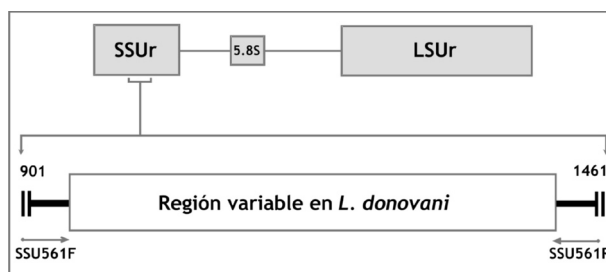 SSUr
5.8S
LSUr
901
1461
Región variable en L. donovani
SSU561F
SSU561R